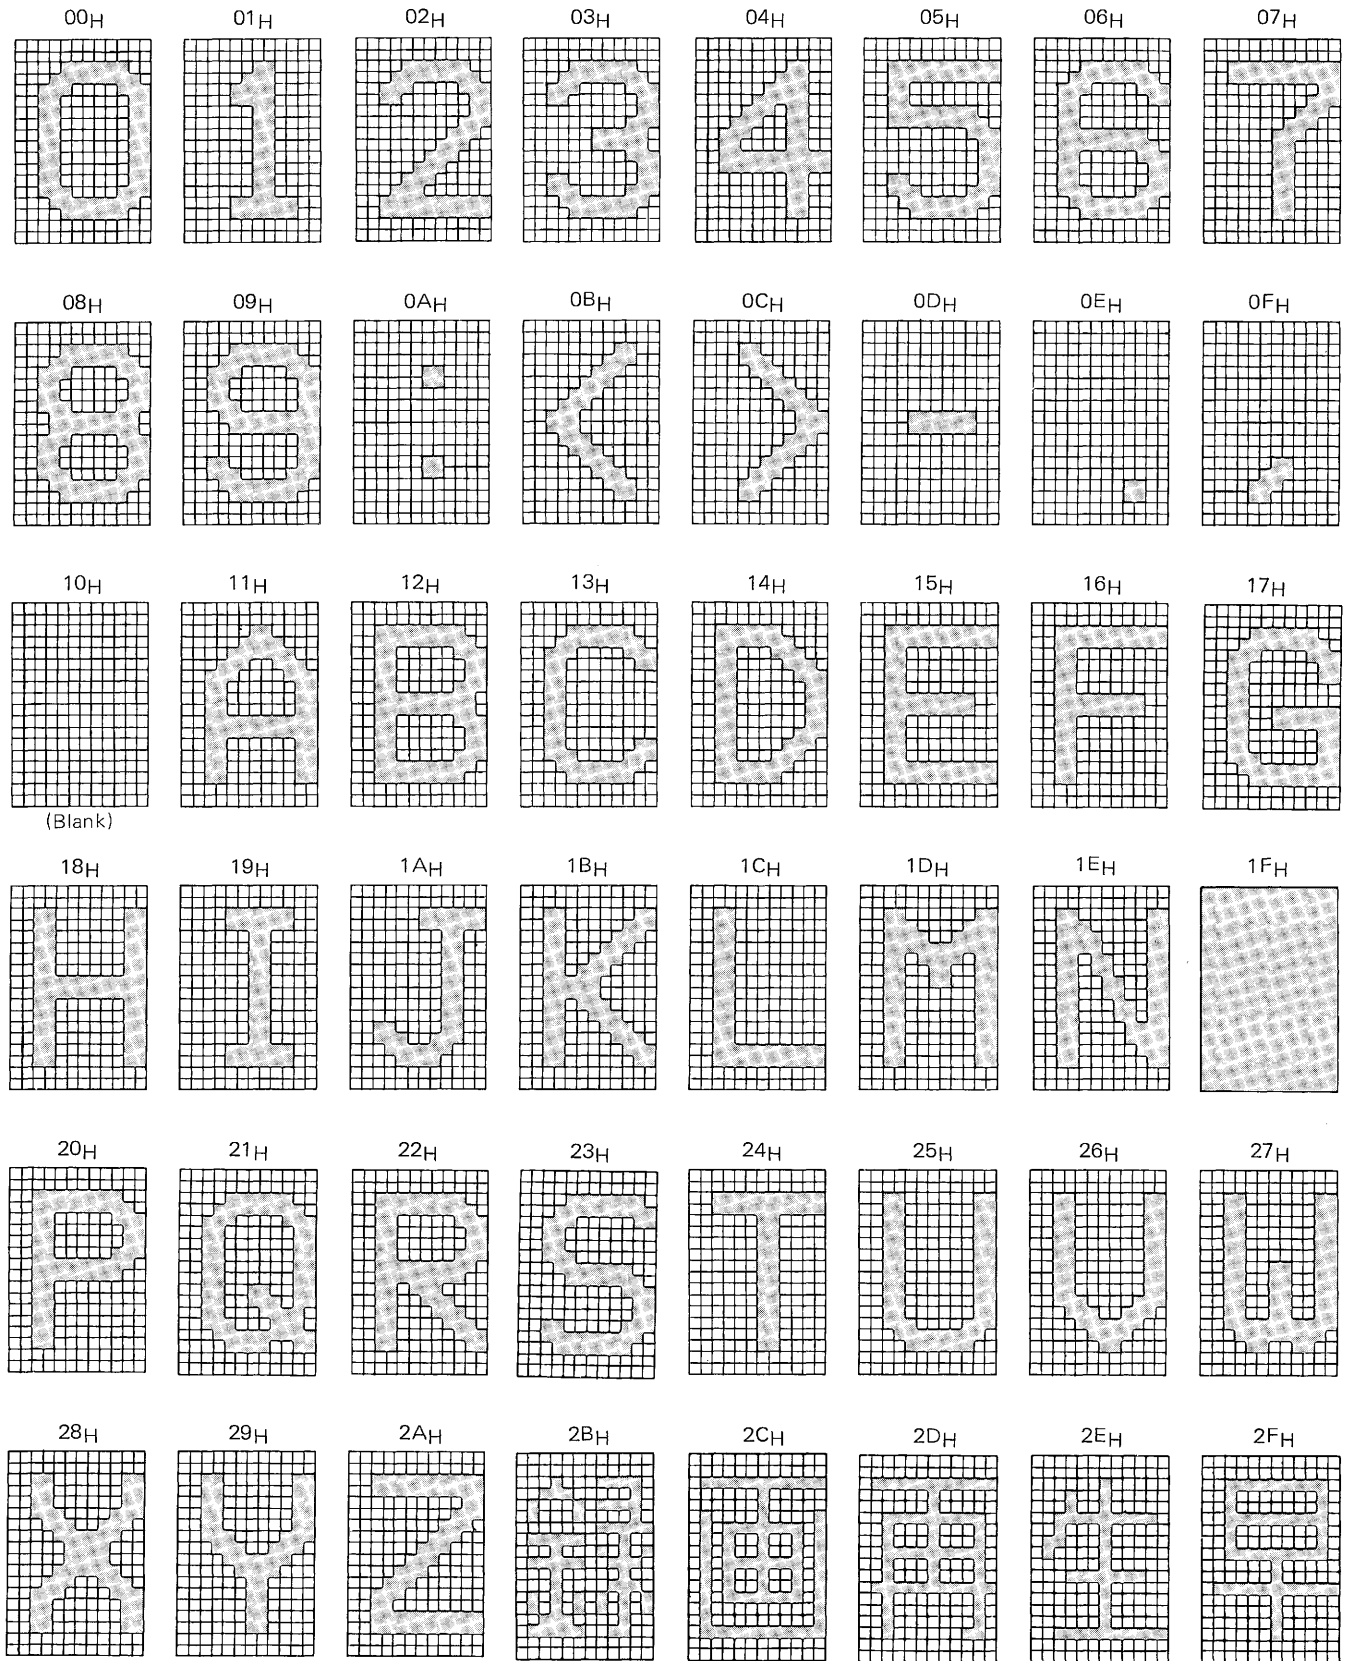 00H 01H 02H 03H 04H 05H 06H 07H
0 1 2 3 4 5 6 7
08H 09H 0AH 0BH 0CH 0DH 0EH 0FH
8 9 : < > - . ,
10H 11H 12H 13H 14H 15H 16H 17H
A B C D E F G
(Blank)
18H 19H 1AH 1BH 1CH 1DH 1EH 1FH
H I J K L M N
20H 21H 22H 23H 24H 25H 26H 27H
P Q R S T U V W
28H 29H 2AH 2BH 2CH 2DH 2EH 2FH
X Y Z 録 画 再 生 早